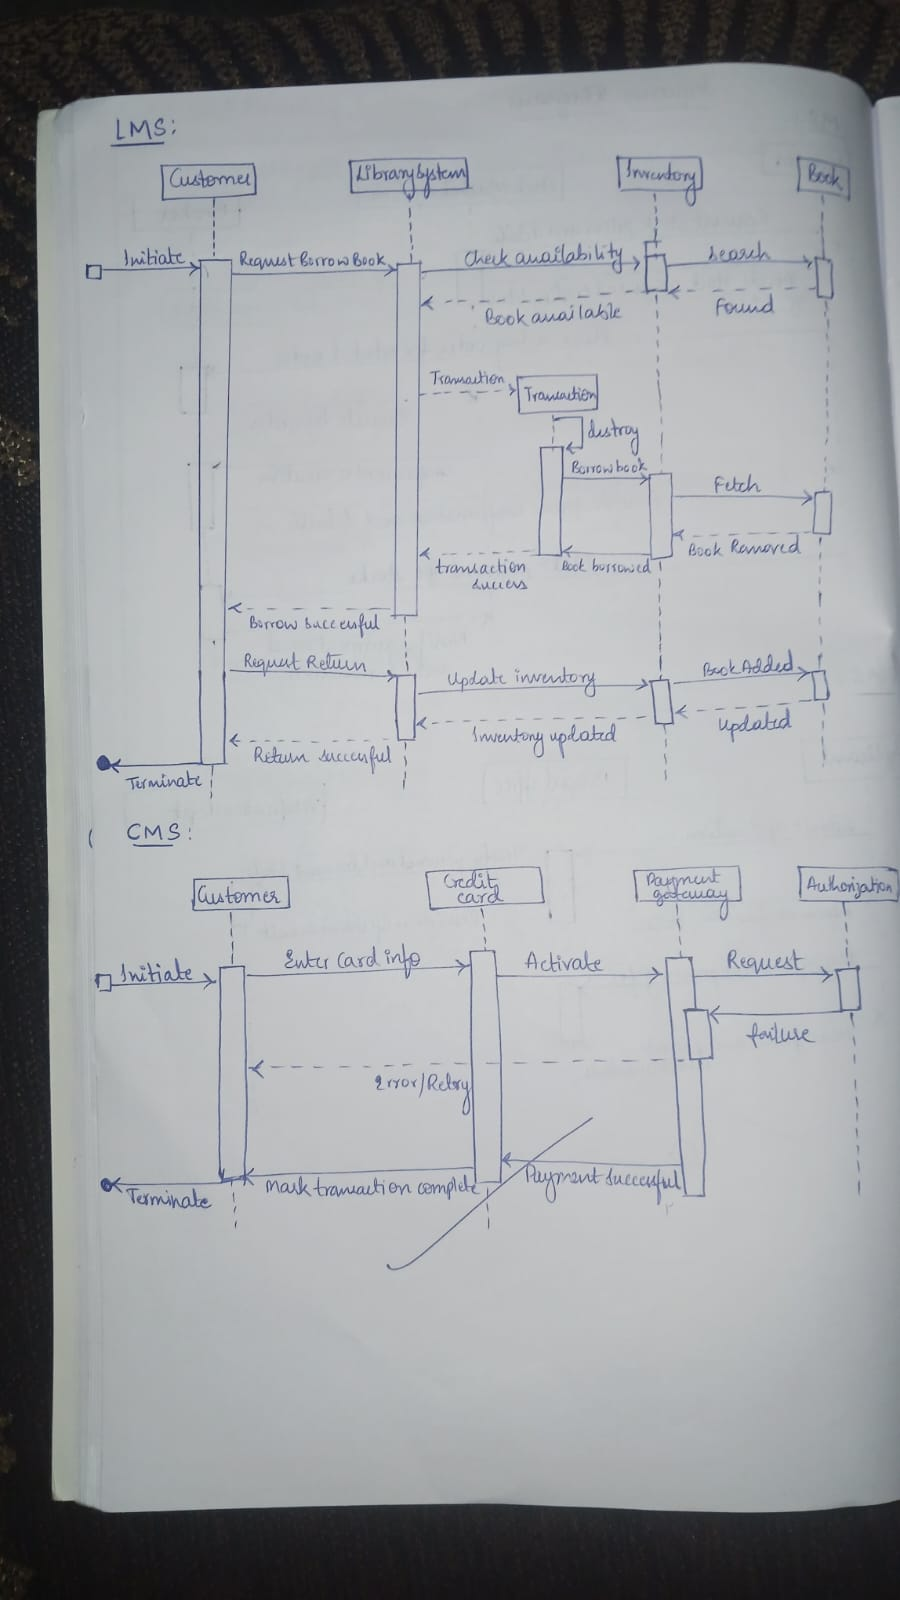 LMS:
Customer
LibrarySystem
Inventory
Book
Initiate
Request Borrow Book
Check availability
Search
Book available
Found
Transaction
Transaction
destroy
Borrow book
Fetch
Book Removed
transaction
success
Book borrowed
Borrow successful
Request Return
Update inventory
Book Added
Updated
Inventory updated
Return successful
Terminate
CMS:
Customer
Credit
card
Payment
gateway
Authorization
Initiate
Enter Card info
Activate
Request
failure
Error/Retry
Payment successful
Mark transaction complete
Terminate